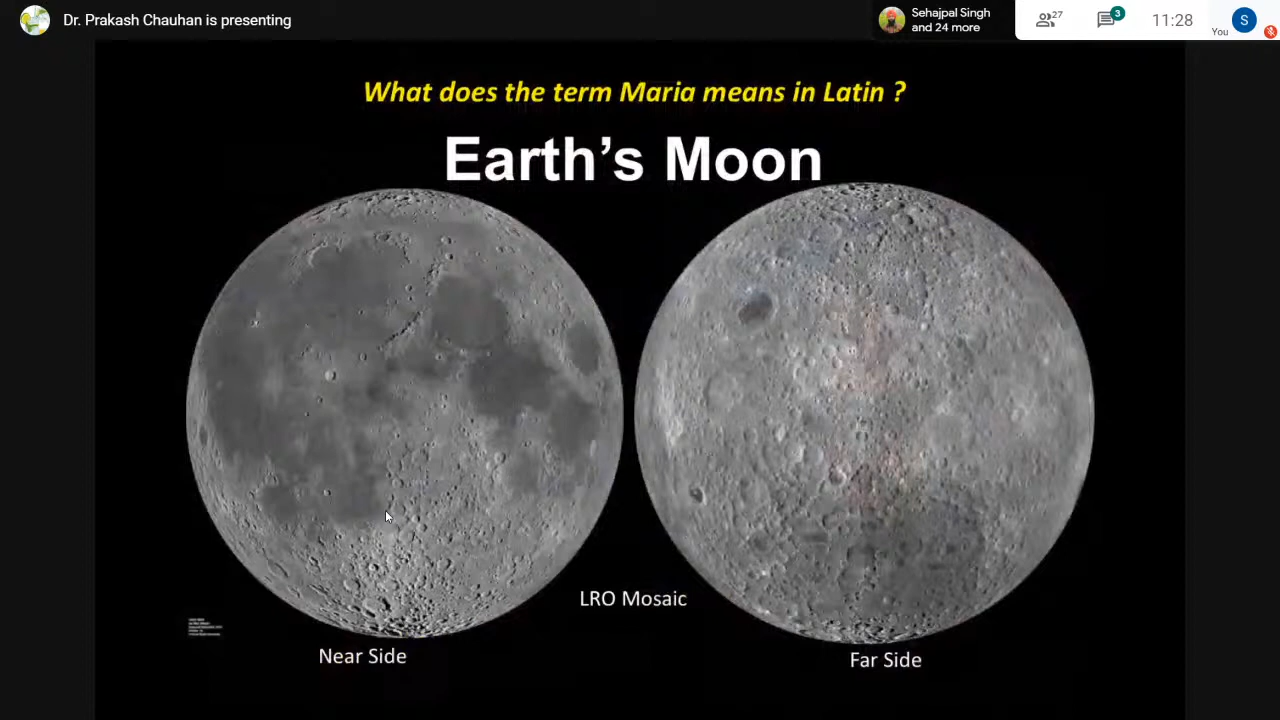 Dr. Prakash Chauhan is presenting
Sehajpal Singh
and 24 more
27
3
11:28
You
S
What does the term Maria means in Latin ?
Earth's Moon
LRO Mosaic
Near Side
Far Side